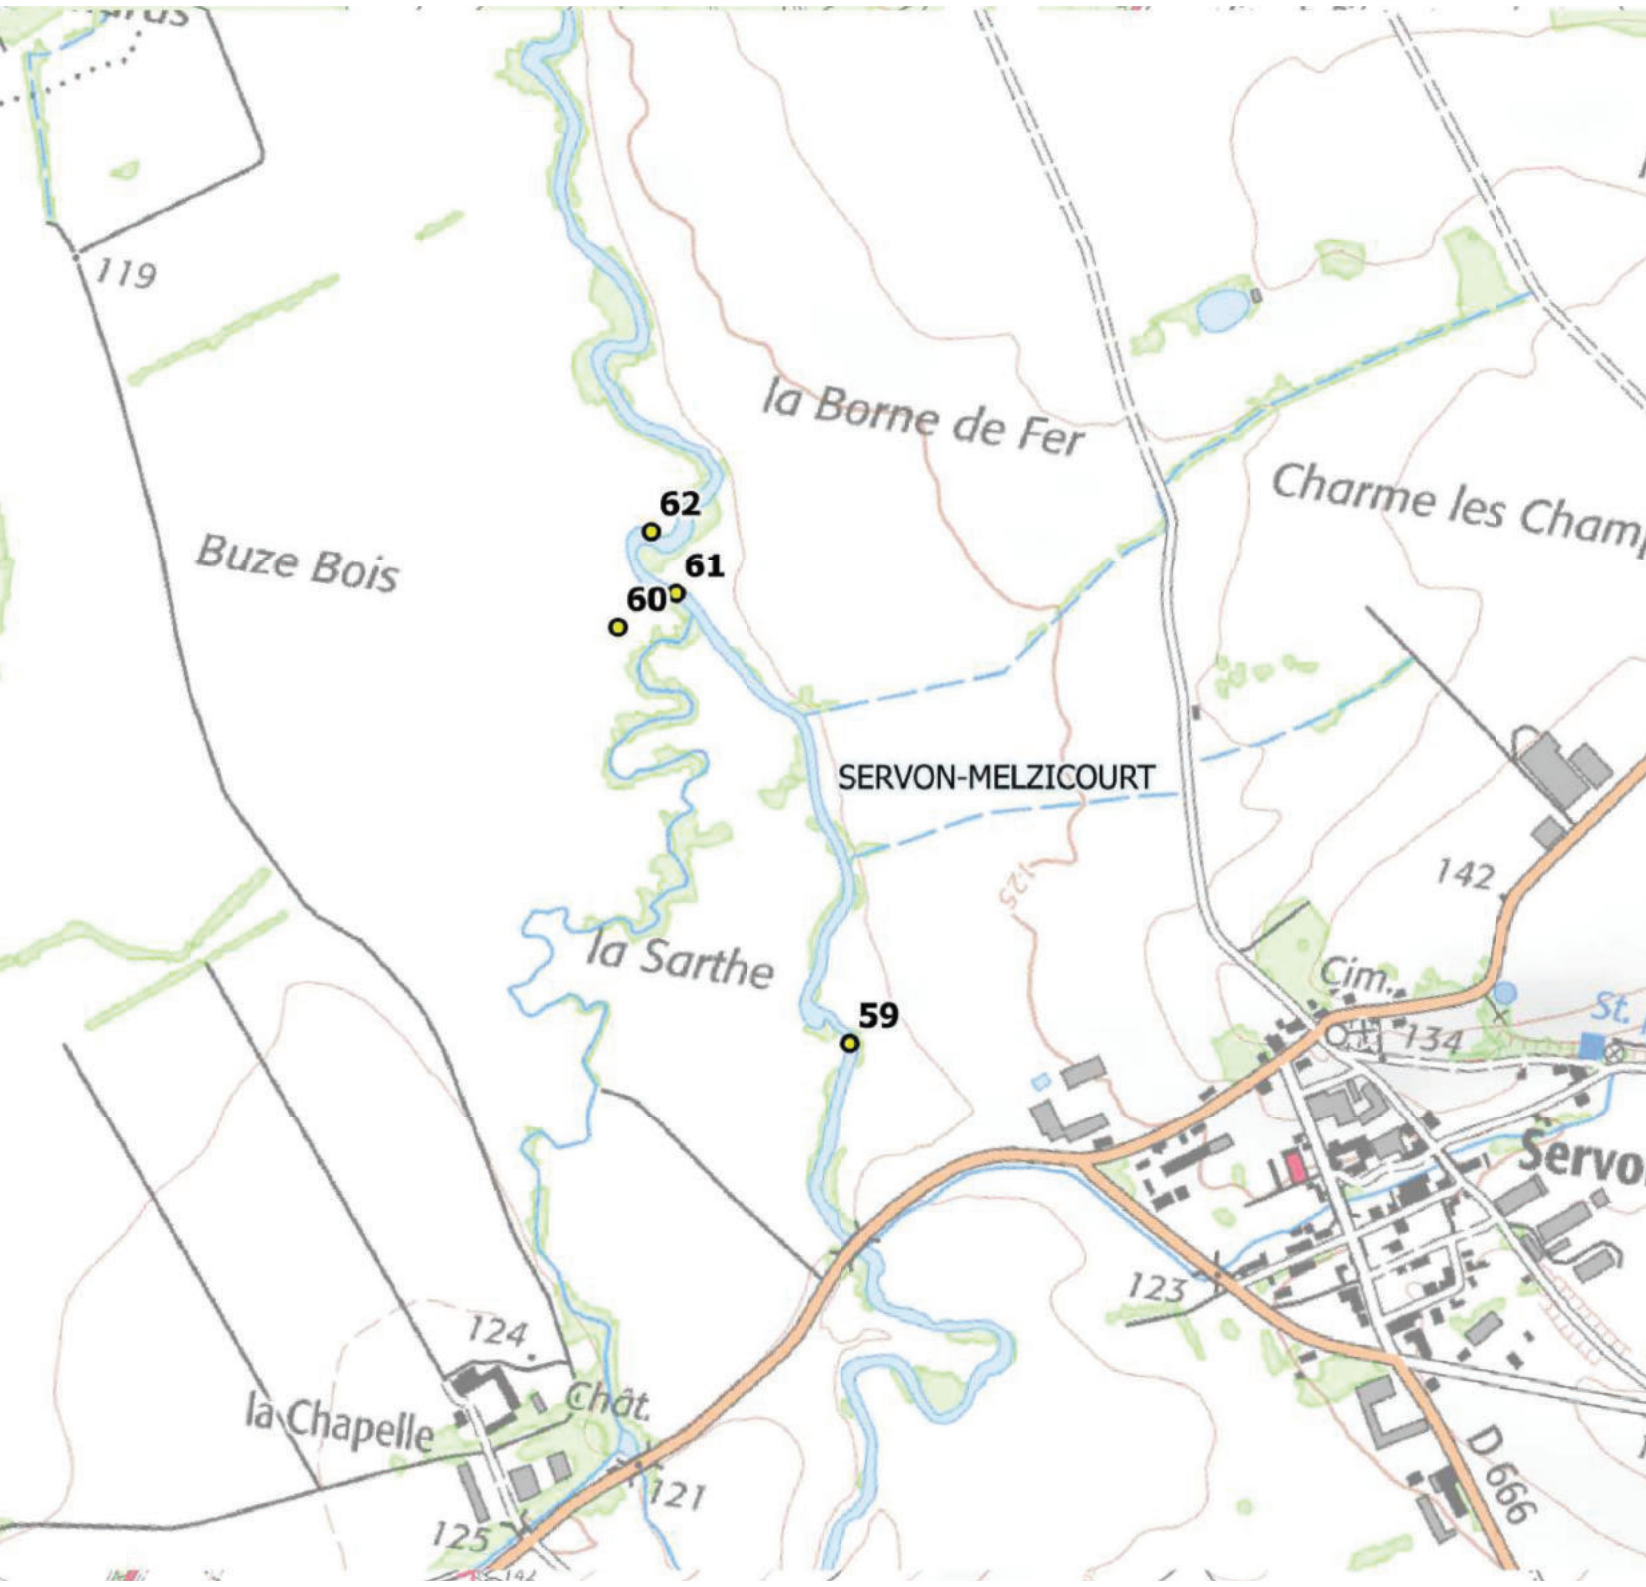 119
la Borne de Fer
Charme les Cham
62
Buze Bois
61
60
SERVON-MELZICOURT
142
125
la Sarthe
Cim.
St.
59
134
Servo
123
124
Chât.
la Chapelle
D 666
121
125